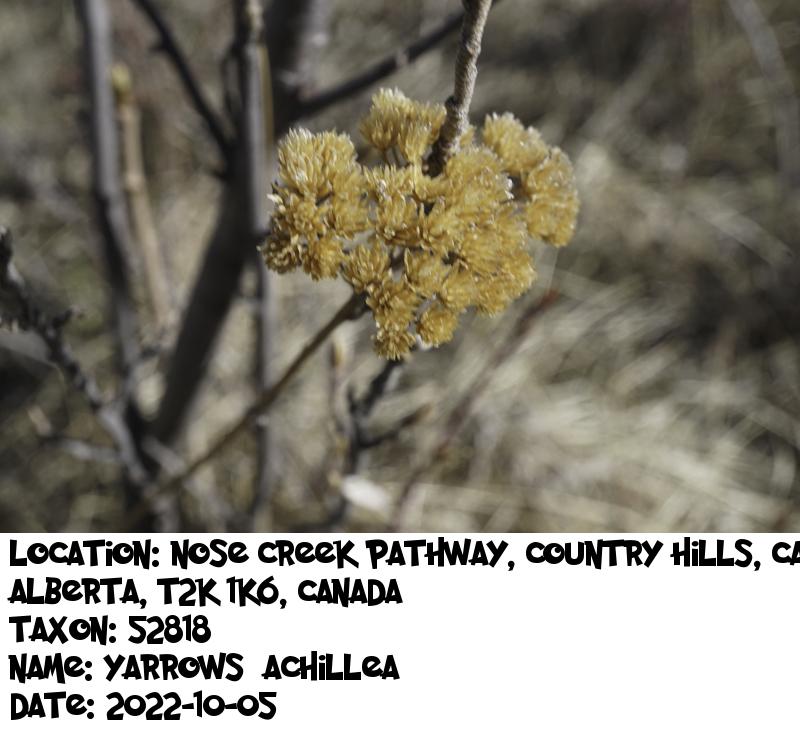 LOCATION: NOSE CREEK PATHWAY, COUNTRY HILLS, CA
ALBERTA, T2K 1K6, CANADA
TAXON: 52818
NAME: YARROWS ACHILLEA
DATE: 2022-10-05